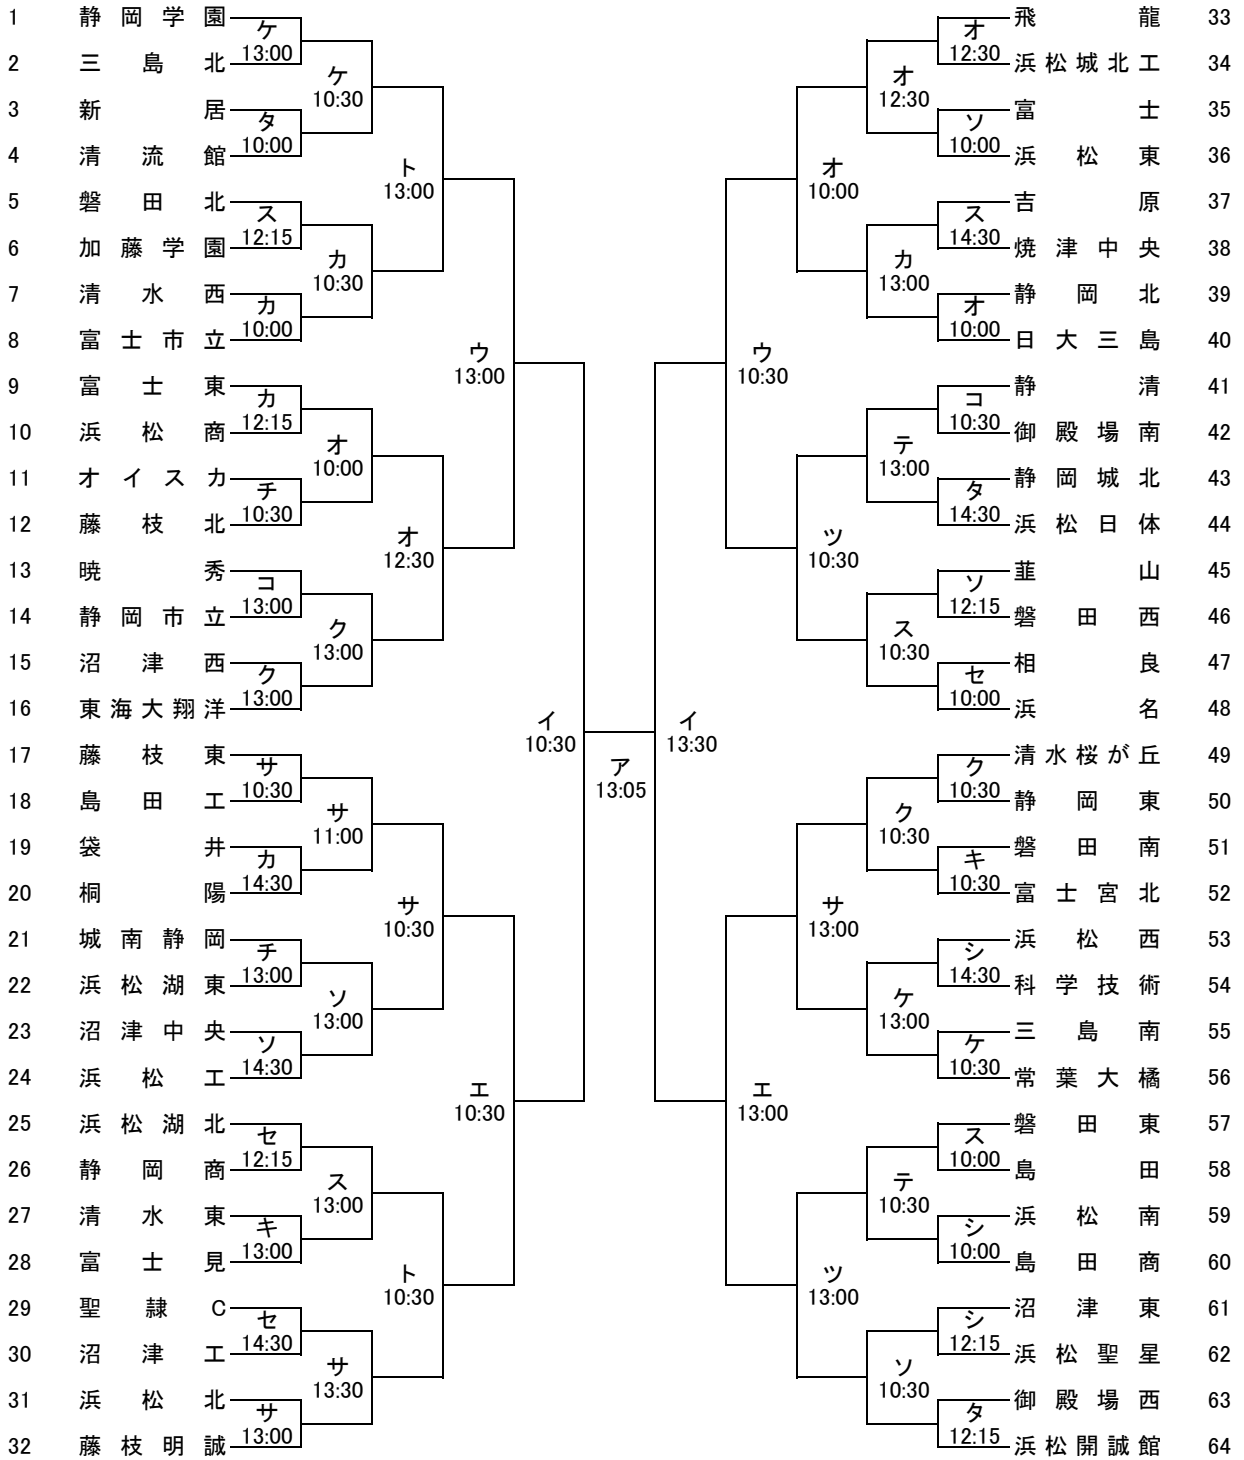 1 静岡学園
2 三島北
3 新居
4 清流館
5 磐田北
6 加藤学園
7 清水西
8 富士市立
9 富士東
10 浜松商
11 オイスカ
12 藤枝北
13 暁秀
14 静岡市立
15 沼津西
16 東海大翔洋
17 藤枝東
18 島田工
19 袋井
20 桐陽
21 城南静岡
22 浜松湖東
23 沼津中央
24 浜松工
25 浜松湖北
26 静岡商
27 清水東
28 富士見
29 聖隷C
30 沼津工
31 浜松北
32 藤枝明誠
ケ
13:00
タ
10:00
ス
12:15
カ
10:00
カ
12:15
チ
10:30
コ
13:00
ク
13:00
サ
10:30
カ
14:30
チ
13:00
ソ
14:30
セ
12:15
キ
13:00
セ
14:30
サ
13:00
ケ
10:30
カ
10:30
オ
10:00
ク
13:00
サ
11:00
ソ
13:00
ス
13:00
サ
13:30
ト
13:00
オ
12:30
サ
10:30
ト
10:30
ウ
13:00
エ
10:30
イ
10:30
ア
13:05
イ
13:30
ウ
10:30
エ
13:00
オ
10:00
ツ
10:30
サ
13:00
ツ
13:00
オ
12:30
カ
13:00
テ
13:00
ス
10:30
ク
10:30
ケ
13:00
テ
10:30
ソ
10:30
オ
12:30
ソ
10:00
ス
14:30
オ
10:00
コ
10:30
タ
14:30
ソ
12:15
セ
10:00
ク
10:30
キ
10:30
シ
14:30
ケ
10:30
ス
10:00
シ
10:00
シ
12:15
タ
12:15
飛龍 33
浜松城北工 34
富士 35
浜松東 36
吉原 37
焼津中央 38
静岡北 39
日大三島 40
静清 41
御殿場南 42
静岡城北 43
浜松日体 44
韮山 45
磐田西 46
相良 47
浜名 48
清水桜が丘 49
静岡東 50
磐田南 51
富士宮北 52
浜松西 53
科学技術 54
三島南 55
常葉大橘 56
磐田東 57
島田 58
浜松南 59
島田商 60
沼津東 61
浜松聖星 62
御殿場西 63
浜松開誠館 64